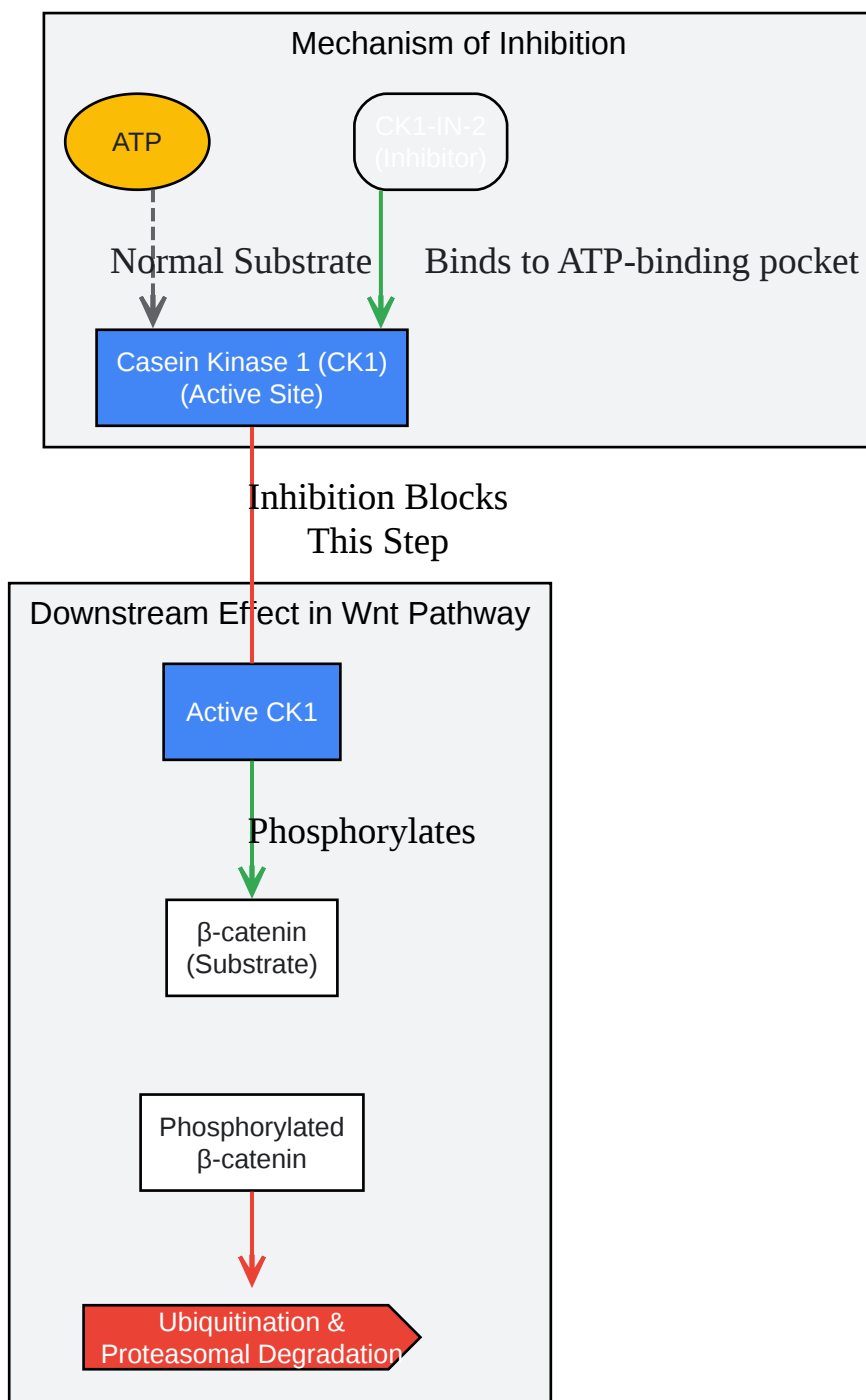 Mechanism of Inhibition
ATP
CK1-IN-2
(Inhibitor)
Normal Substrate
Binds to ATP-binding pocket
Casein Kinase 1 (CK1)
(Active Site)
Inhibition Blocks
This Step
Downstream Effect in Wnt Pathway
Active CK1
Phosphorylates
β-catenin
(Substrate)
Phosphorylated
β-catenin
Ubiquitination &
Proteasomal Degradation